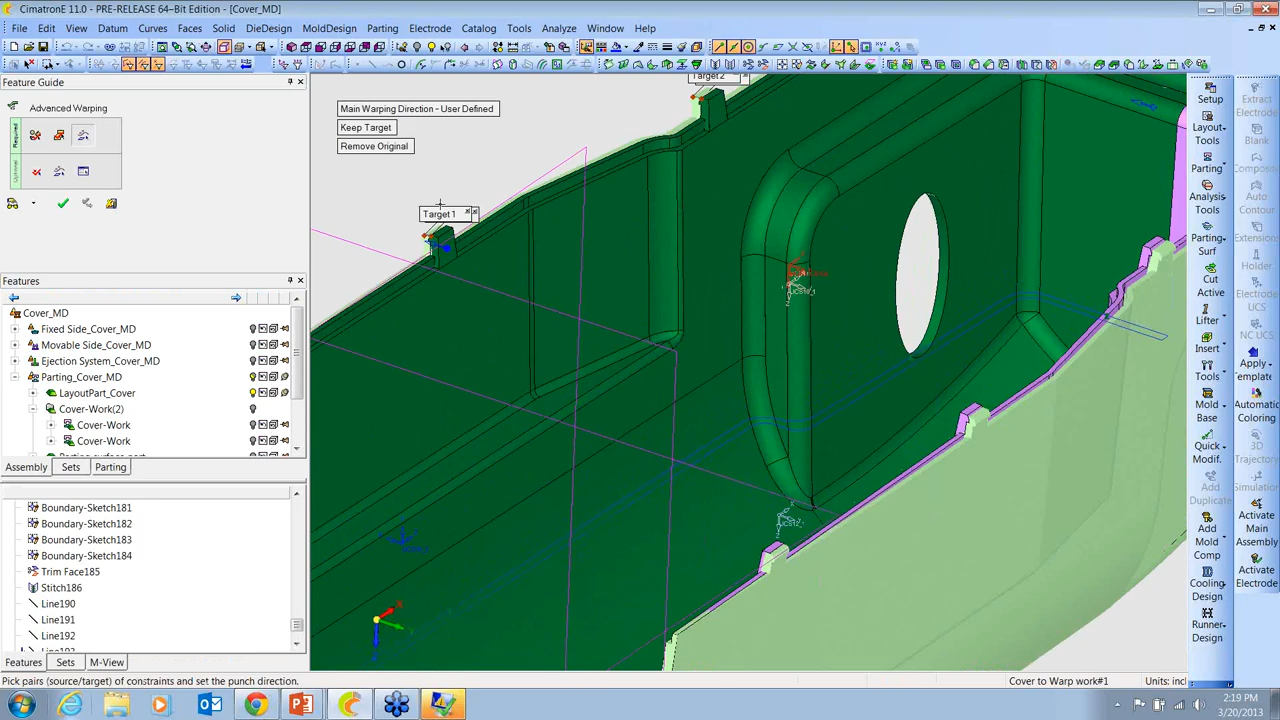 CimatronE 11.0 - PRE-RELEASE 64–Bit Edition - [Cover_MD]
File Edit View Datum Curves Faces Solid DieDesign MoldDesign Parting Electrode Catalog Tools Analyze Window Help
Feature Guide
Advanced Warping
Required
Optional
Main Warping Direction - User Defined
Keep Target
Remove Original
Target 1
Target 2
Features
Cover_MD
Fixed Side_Cover_MD
Movable Side_Cover_MD
Ejection System_Cover_MD
Parting_Cover_MD
LayoutPart_Cover
Cover-Work(2)
Cover-Work
Cover-Work
Assembly Sets Parting
Boundary-Sketch181
Boundary-Sketch182
Boundary-Sketch183
Boundary-Sketch184
Trim Face185
Stitch186
Line190
Line191
Line192
Features Sets M-View
Setup
Layout Tools
Parting
Analysis Tools
Parting Surf
Cut Active
Lifter
Insert
Tools
Mold Base
Quick Modif.
Add Duplicate
Add Mold Comp
Cooling Design
Runner Design
Extract Electrode
Blank
Composi
Auto Contour
Extension
Holder
Electrode UCS
NC UCS
Apply Template
Automatic Coloring
3D Trajectory
Simulation
Activate Main Assembly
Activate Electrode
Pick pairs (source/target) of constraints and set the punch direction.
Cover to Warp work#1
Units: incl
2:19 PM
3/20/2013